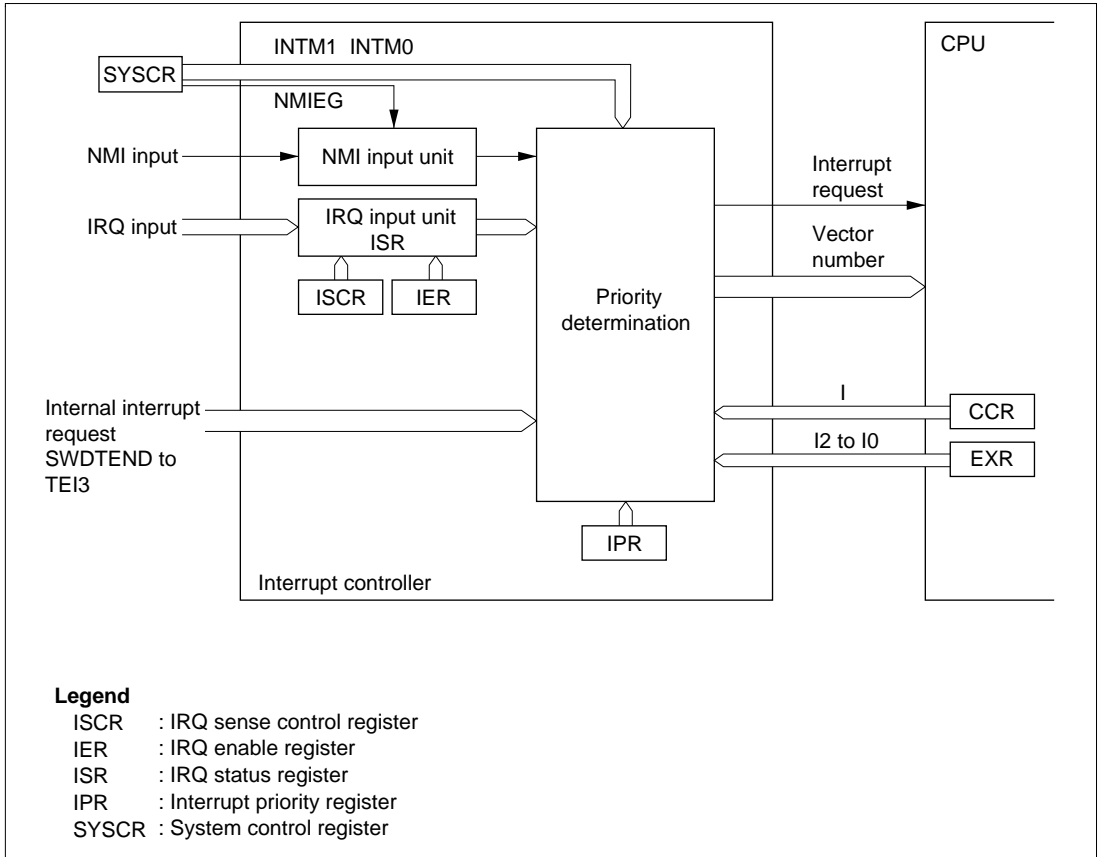 INTM1 INTM0
CPU
SYSCR
NMIEG
NMI input
NMI input unit
Interrupt
request
IRQ input
IRQ input unit
ISR
Vector
number
ISCR
IER
Priority
determination
Internal interrupt
request
SWDTEND to
TEI3
I
CCR
I2 to I0
EXR
IPR
Interrupt controller
Legend
ISCR : IRQ sense control register
IER : IRQ enable register
ISR : IRQ status register
IPR : Interrupt priority register
SYSCR : System control register